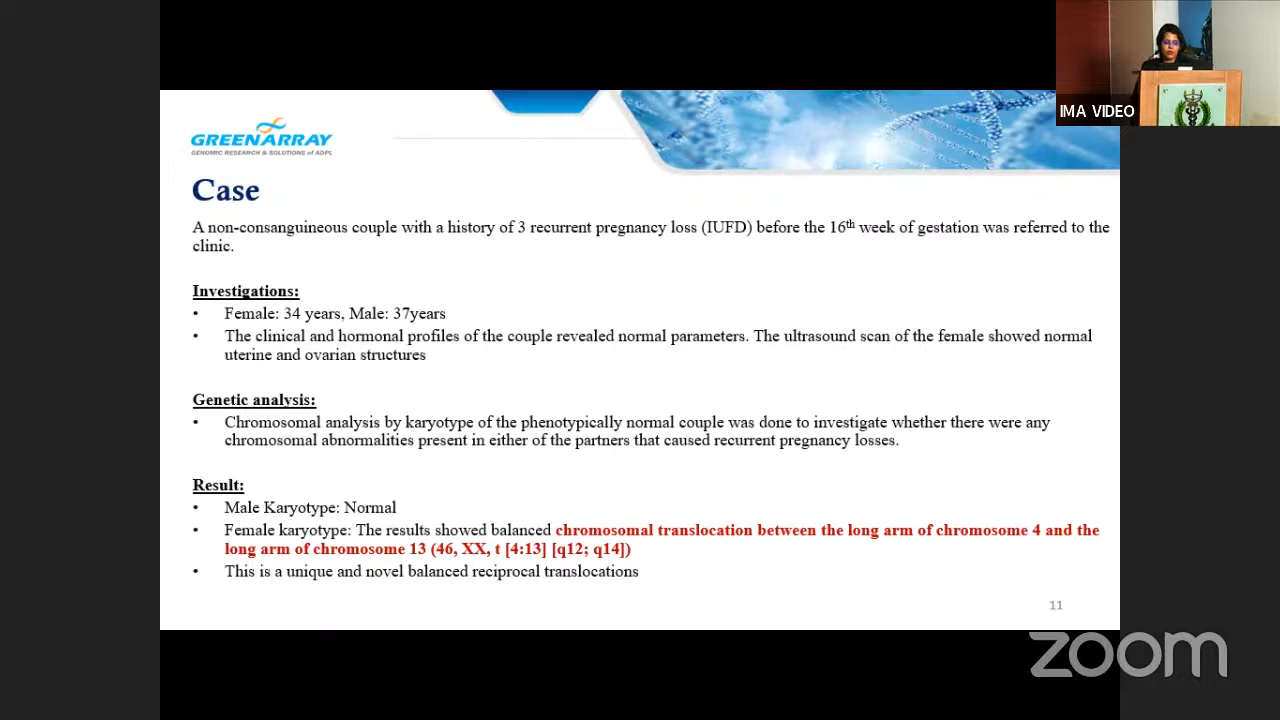 IMA VIDEO
GREENARRAY
GENOMIC RESEARCH & SOLUTIONS of ADPL
Case
A non-consanguineous couple with a history of 3 recurrent pregnancy loss (IUFD) before the 16th week of gestation was referred to the
clinic.
Investigations:
• Female: 34 years, Male: 37years
• The clinical and hormonal profiles of the couple revealed normal parameters. The ultrasound scan of the female showed normal
uterine and ovarian structures
Genetic analysis:
• Chromosomal analysis by karyotype of the phenotypically normal couple was done to investigate whether there were any
chromosomal abnormalities present in either of the partners that caused recurrent pregnancy losses.
Result:
• Male Karyotype: Normal
• Female karyotype: The results showed balanced chromosomal translocation between the long arm of chromosome 4 and the
long arm of chromosome 13 (46, XX, t [4:13] [q12; q14])
• This is a unique and novel balanced reciprocal translocations
11
zoom